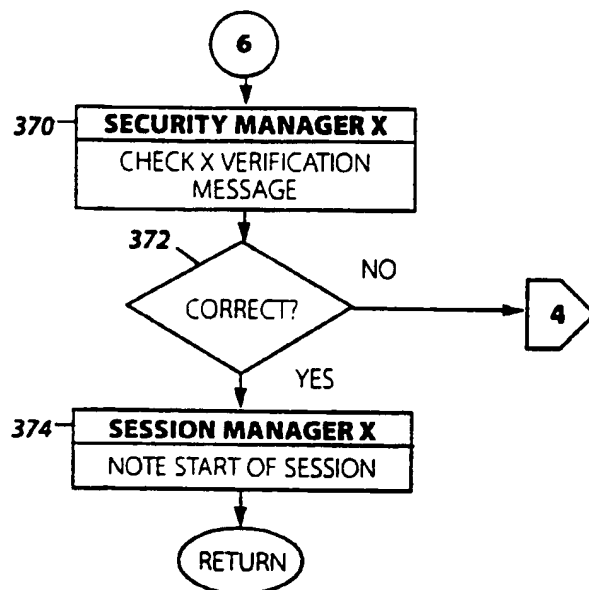 6
370
SECURITY MANAGER X
CHECK X VERIFICATION
MESSAGE
372
NO
CORRECT?
4
YES
374
SESSION MANAGER X
NOTE START OF SESSION
RETURN